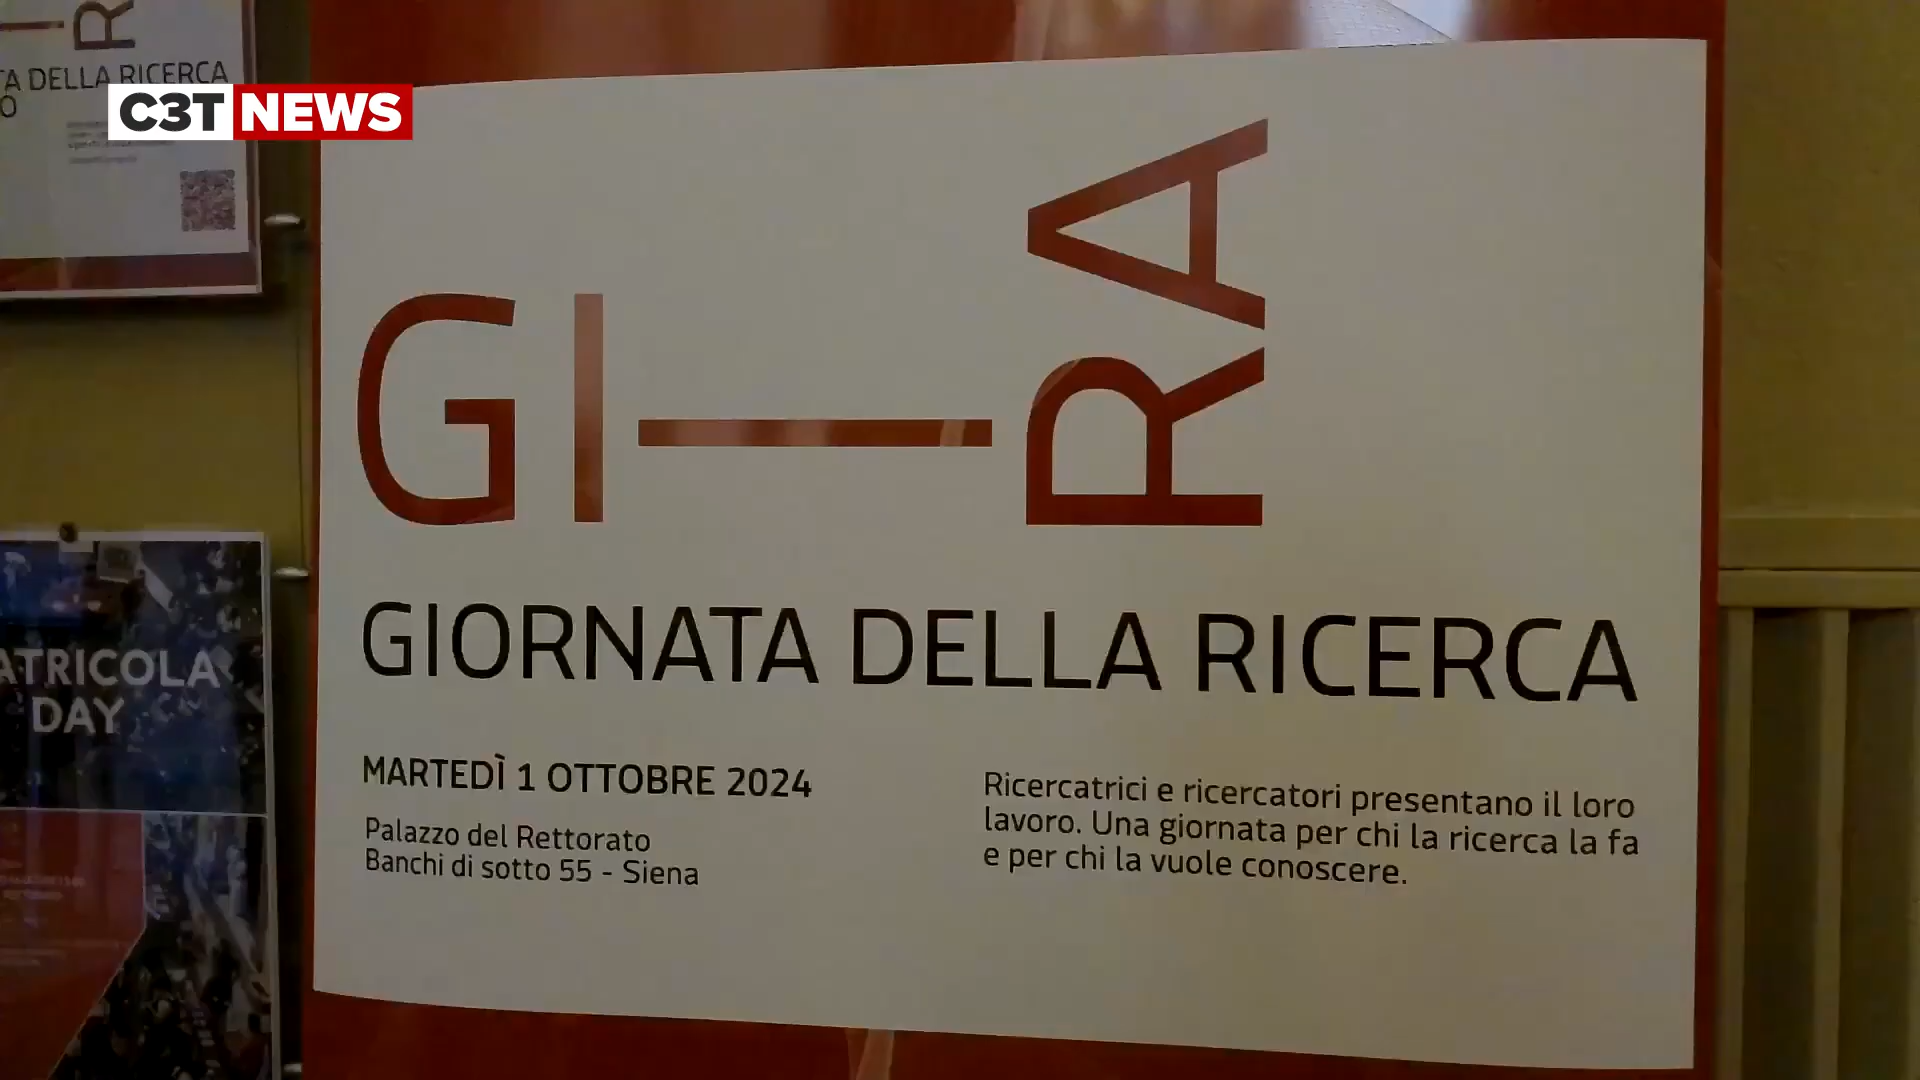 R
TA DELLA RICERCA
O
C3T NEWS
GI—RA
GIORNATA DELLA RICERCA
MARTEDÌ 1 OTTOBRE 2024
Palazzo del Rettorato
Banchi di sotto 55 - Siena
Ricercatrici e ricercatori presentano il loro
lavoro. Una giornata per chi la ricerca la fa
e per chi la vuole conoscere.
ATRICOLA
DAY